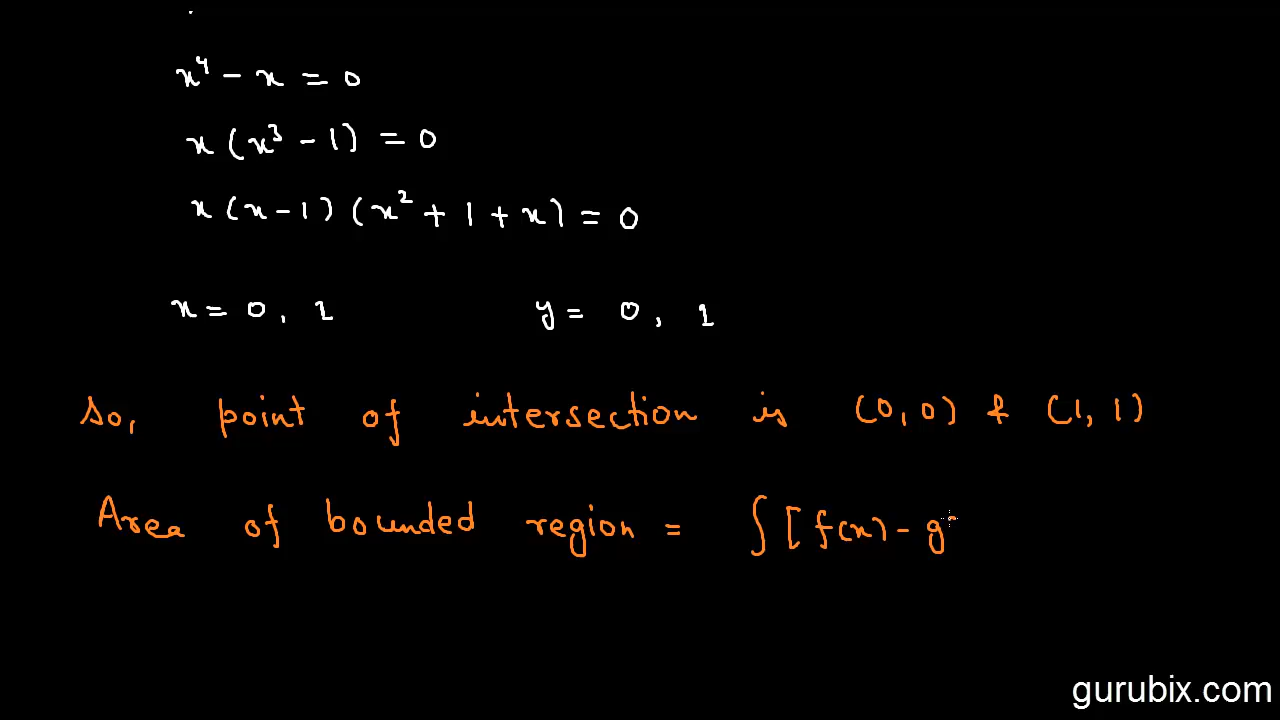 x⁴ - x = 0
x (x³ - 1) = 0
x (x - 1) (x² + 1 + x) = 0
x = 0, 1 y = 0, 1
So, point of intersection is (0, 0) & (1, 1)
Area of bounded region = ∫ [f(x) - g
gurubix.com